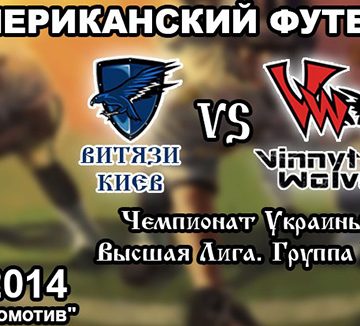 МЕРИКАНСКИЙ ФУТБ
VS
ВИТЯЗИ
КИЕВ
Vinnyt
Wolv
Чемпионат Украины
Высшая Лига. Группа
2014
омотив"